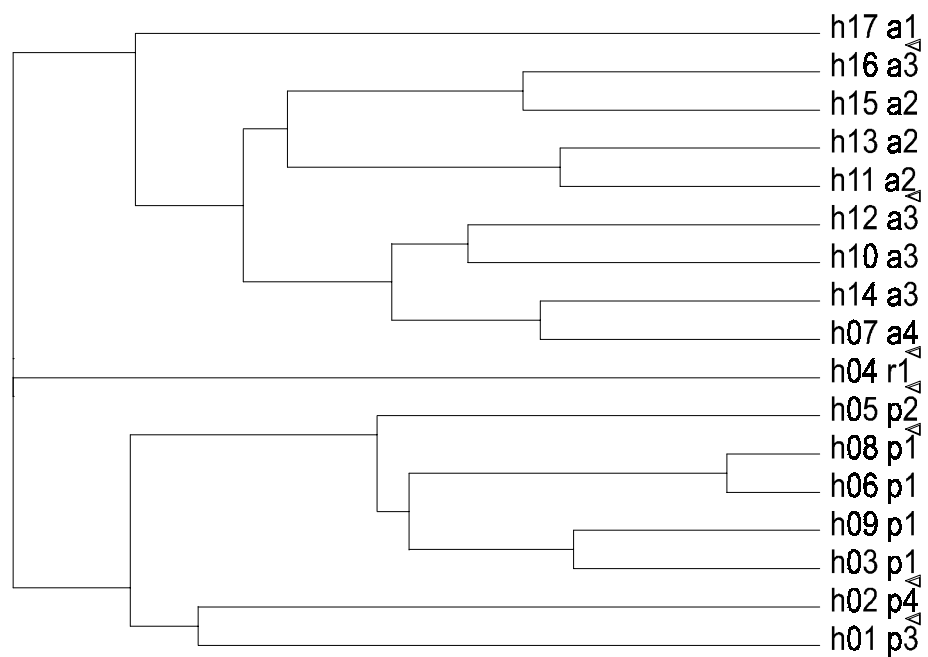 h17 a1
h16 a3
h15 a2
h13 a2
h11 a2
h12 a3
h10 a3
h14 a3
h07 a4
h04 r1
h05 p2
h08 p1
h06 p1
h09 p1
h03 p1
h02 p4
h01 p3